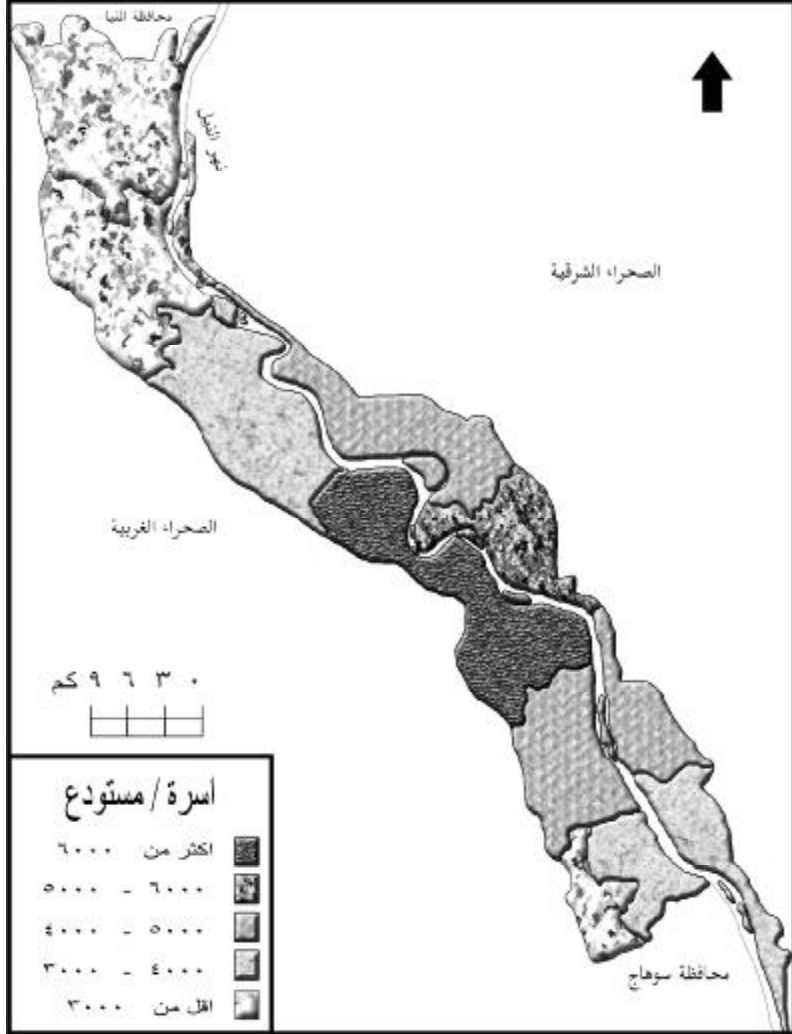 محافظة المنيا
نهر النيل
الصحراء الشرقية
الصحراء الغربية
٠ ٣ ٦ ٩ كم
اسرة / مستودع
اكثر من ٦٠٠٠
٦٠٠٠ - ٥٠٠٠
٥٠٠٠ - ٤٠٠٠
٤٠٠٠ - ٣٠٠٠
اقل من ٣٠٠٠
محافظة سوهاج